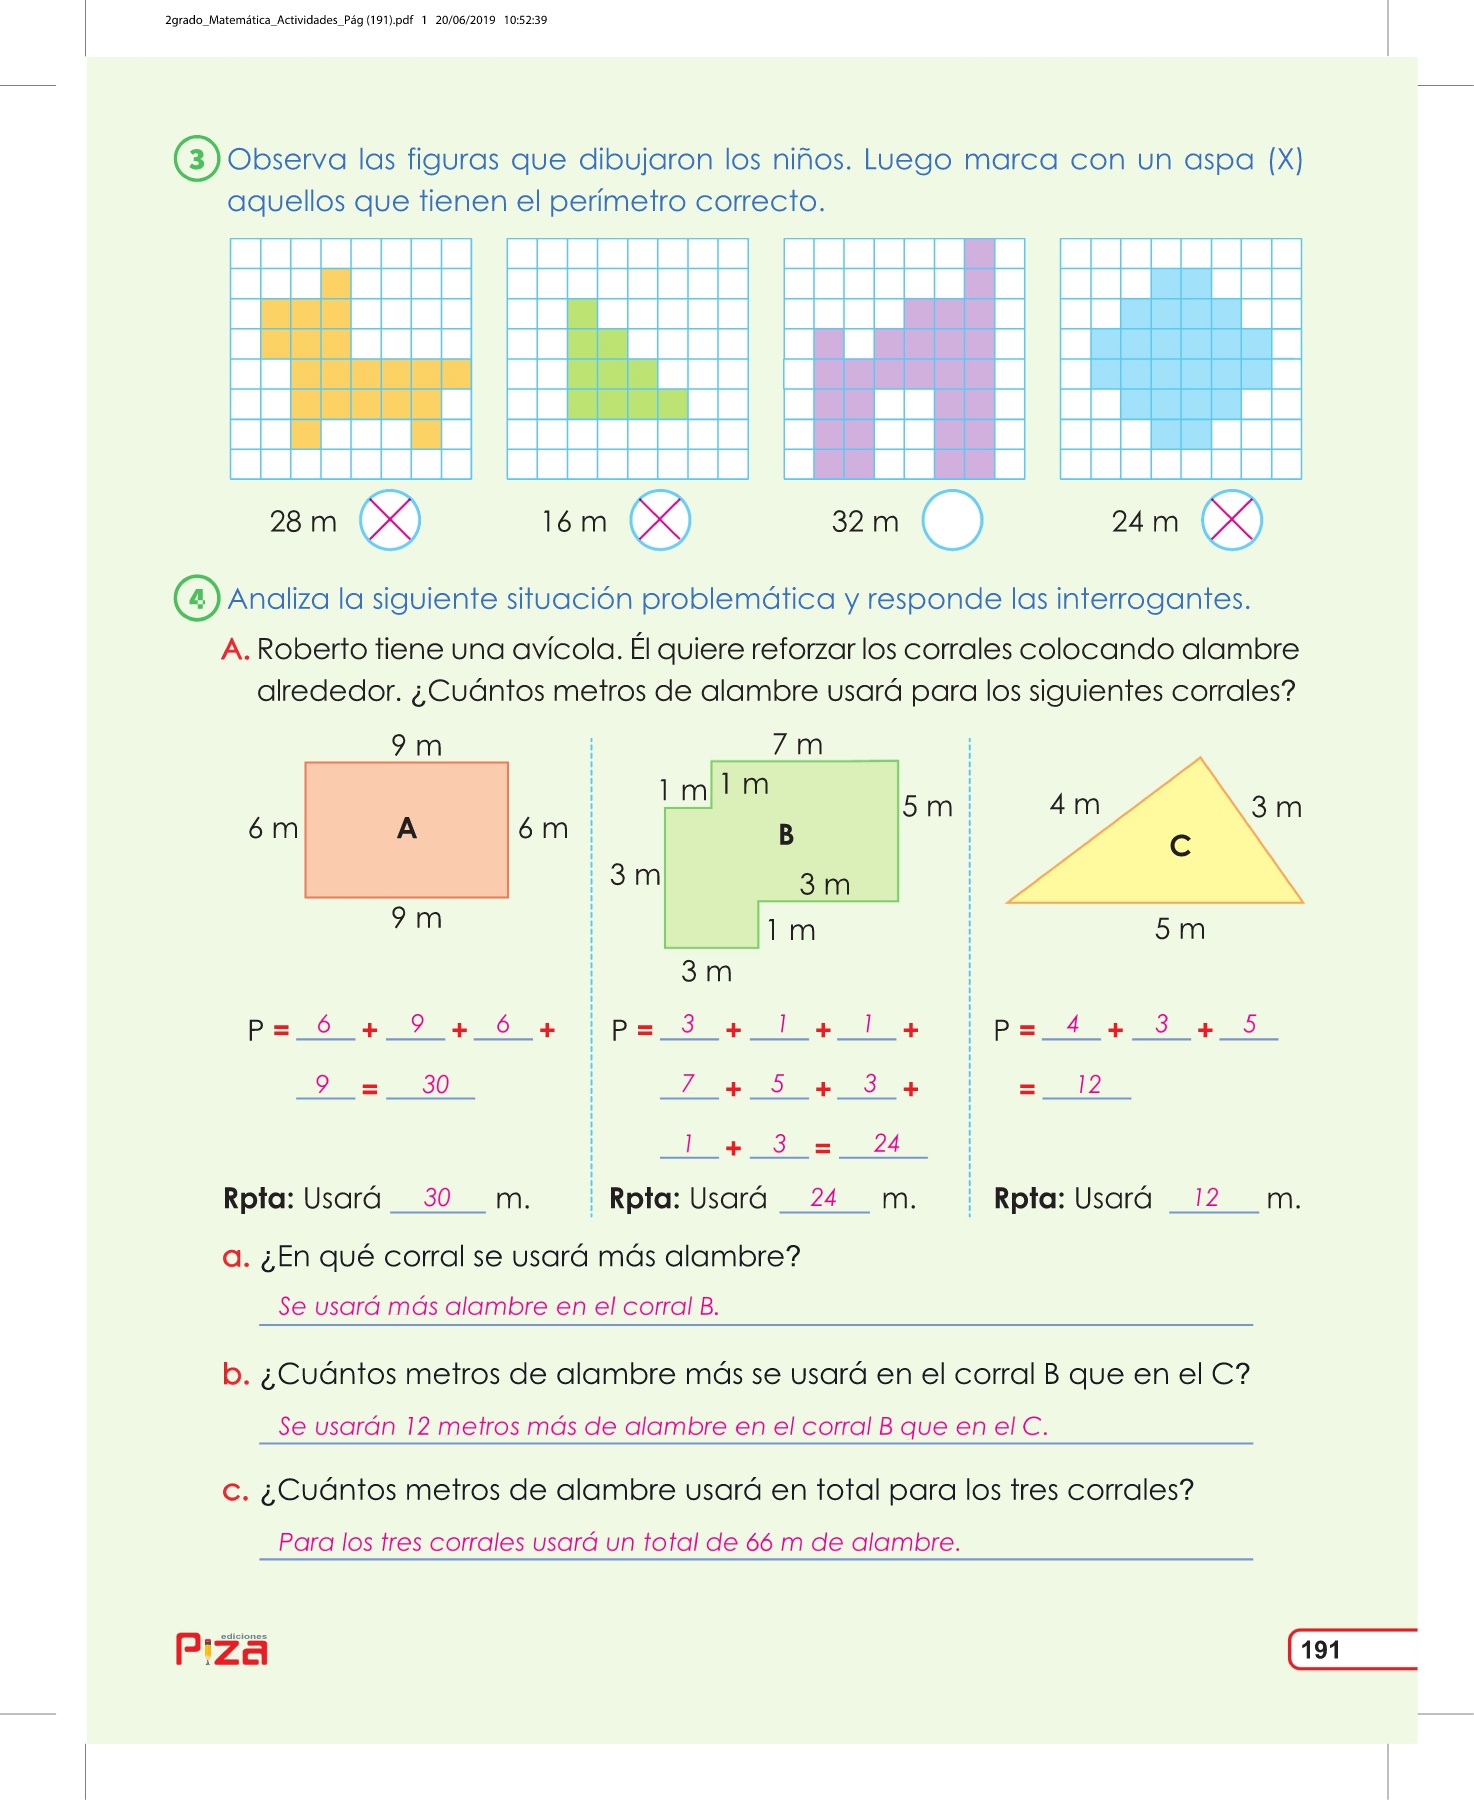 2grado_Matemática_Actividades_Pág (191).pdf 1 20/06/2019 10:52:39
3 Observa las figuras que dibujaron los niños. Luego marca con un aspa (X)
aquellos que tienen el perímetro correcto.
28 m X 16 m X 32 m 24 m X
4 Analiza la siguiente situación problemática y responde las interrogantes.
A. Roberto tiene una avícola. Él quiere reforzar los corrales colocando alambre
alrededor. ¿Cuántos metros de alambre usará para los siguientes corrales?
9 m
6 m A 6 m
9 m
7 m
1 m 1 m
5 m
B
3 m
3 m
1 m
3 m
4 m 3 m
C
5 m
P = 6 + 9 + 6 +
9 = 30
Rpta: Usará 30 m.
P = 3 + 1 + 1 +
7 + 5 + 3 +
1 + 3 = 24
Rpta: Usará 24 m.
P = 4 + 3 + 5
= 12
Rpta: Usará 12 m.
a. ¿En qué corral se usará más alambre?
Se usará más alambre en el corral B.
b. ¿Cuántos metros de alambre más se usará en el corral B que en el C?
Se usarán 12 metros más de alambre en el corral B que en el C.
c. ¿Cuántos metros de alambre usará en total para los tres corrales?
Para los tres corrales usará un total de 66 m de alambre.
ediciones
Piza
191